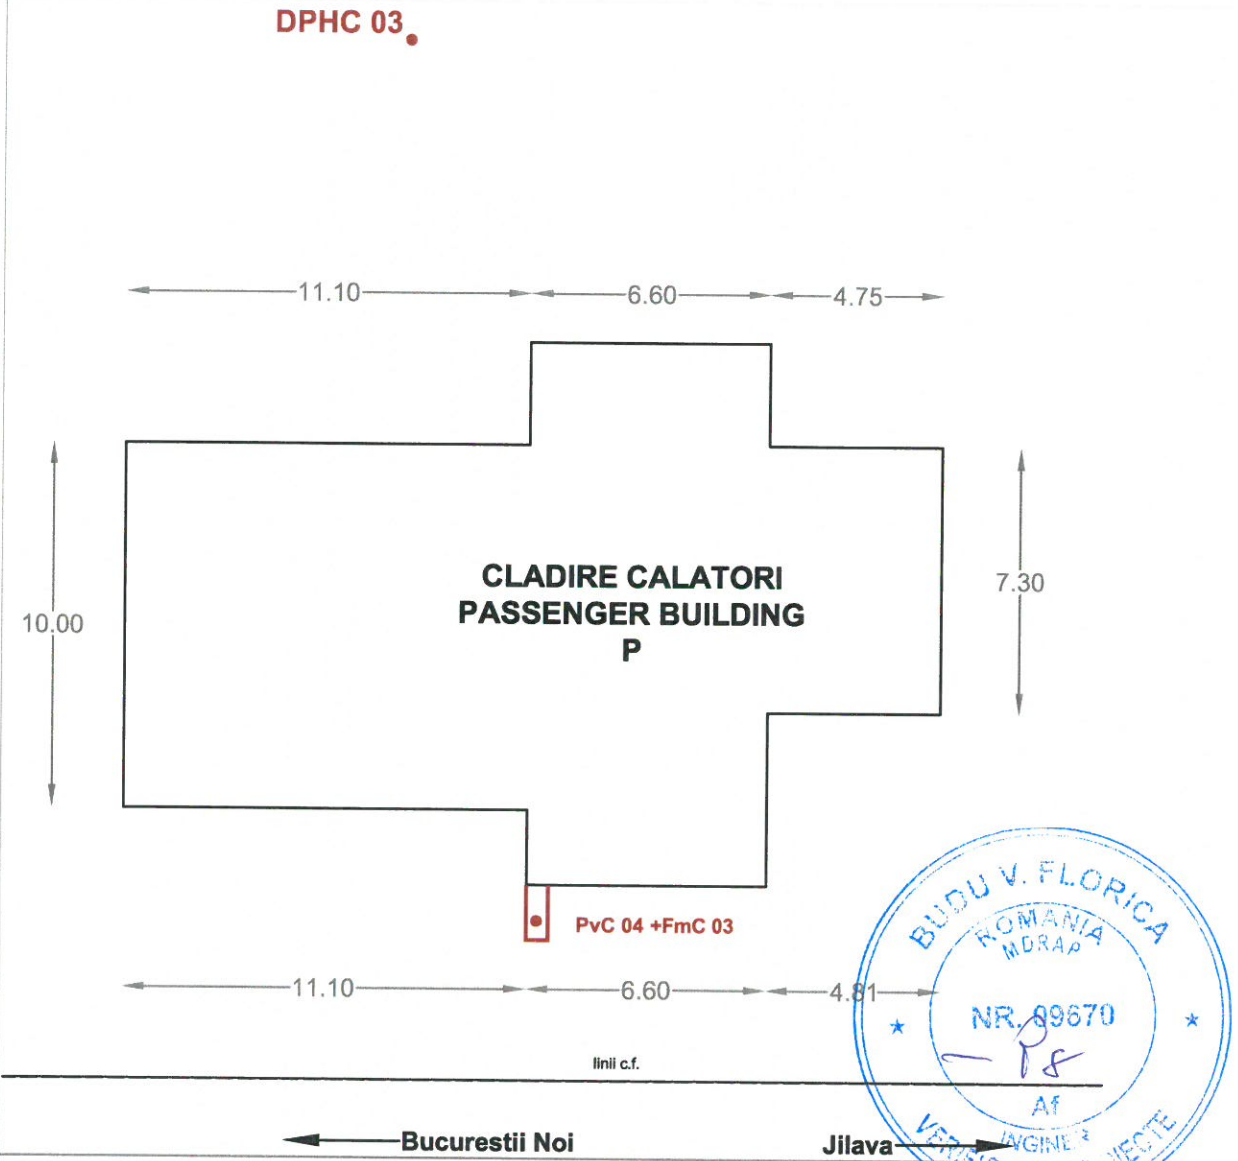 DPHC 03
11.10 6.60 4.75
10.00
7.30
CLADIRE CALATORI
PASSENGER BUILDING
P
PvC 04 +FmC 03
11.10 6.60 4.81
linii c.f.
Bucurestii Noi
Jilava
BUDU V. FLORICA
ROMANIA
MDRAP
NR. 09670
Af
INGINER